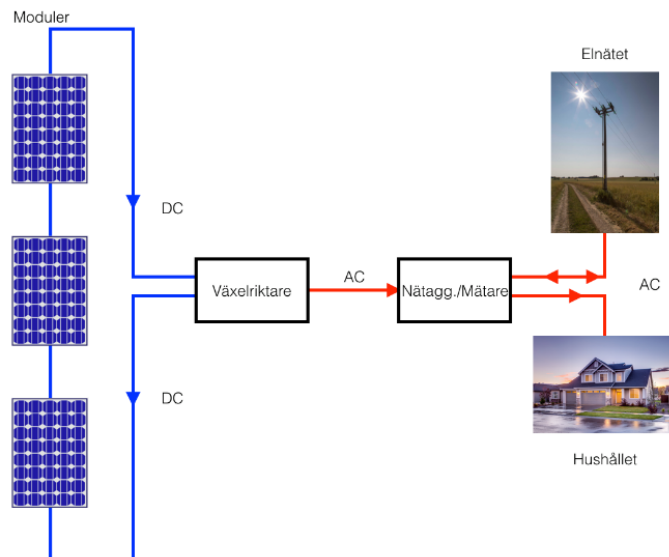 Moduler
Elnätet
DC
Växelriktare
AC
Nätagg./Mätare
AC
DC
Hushållet